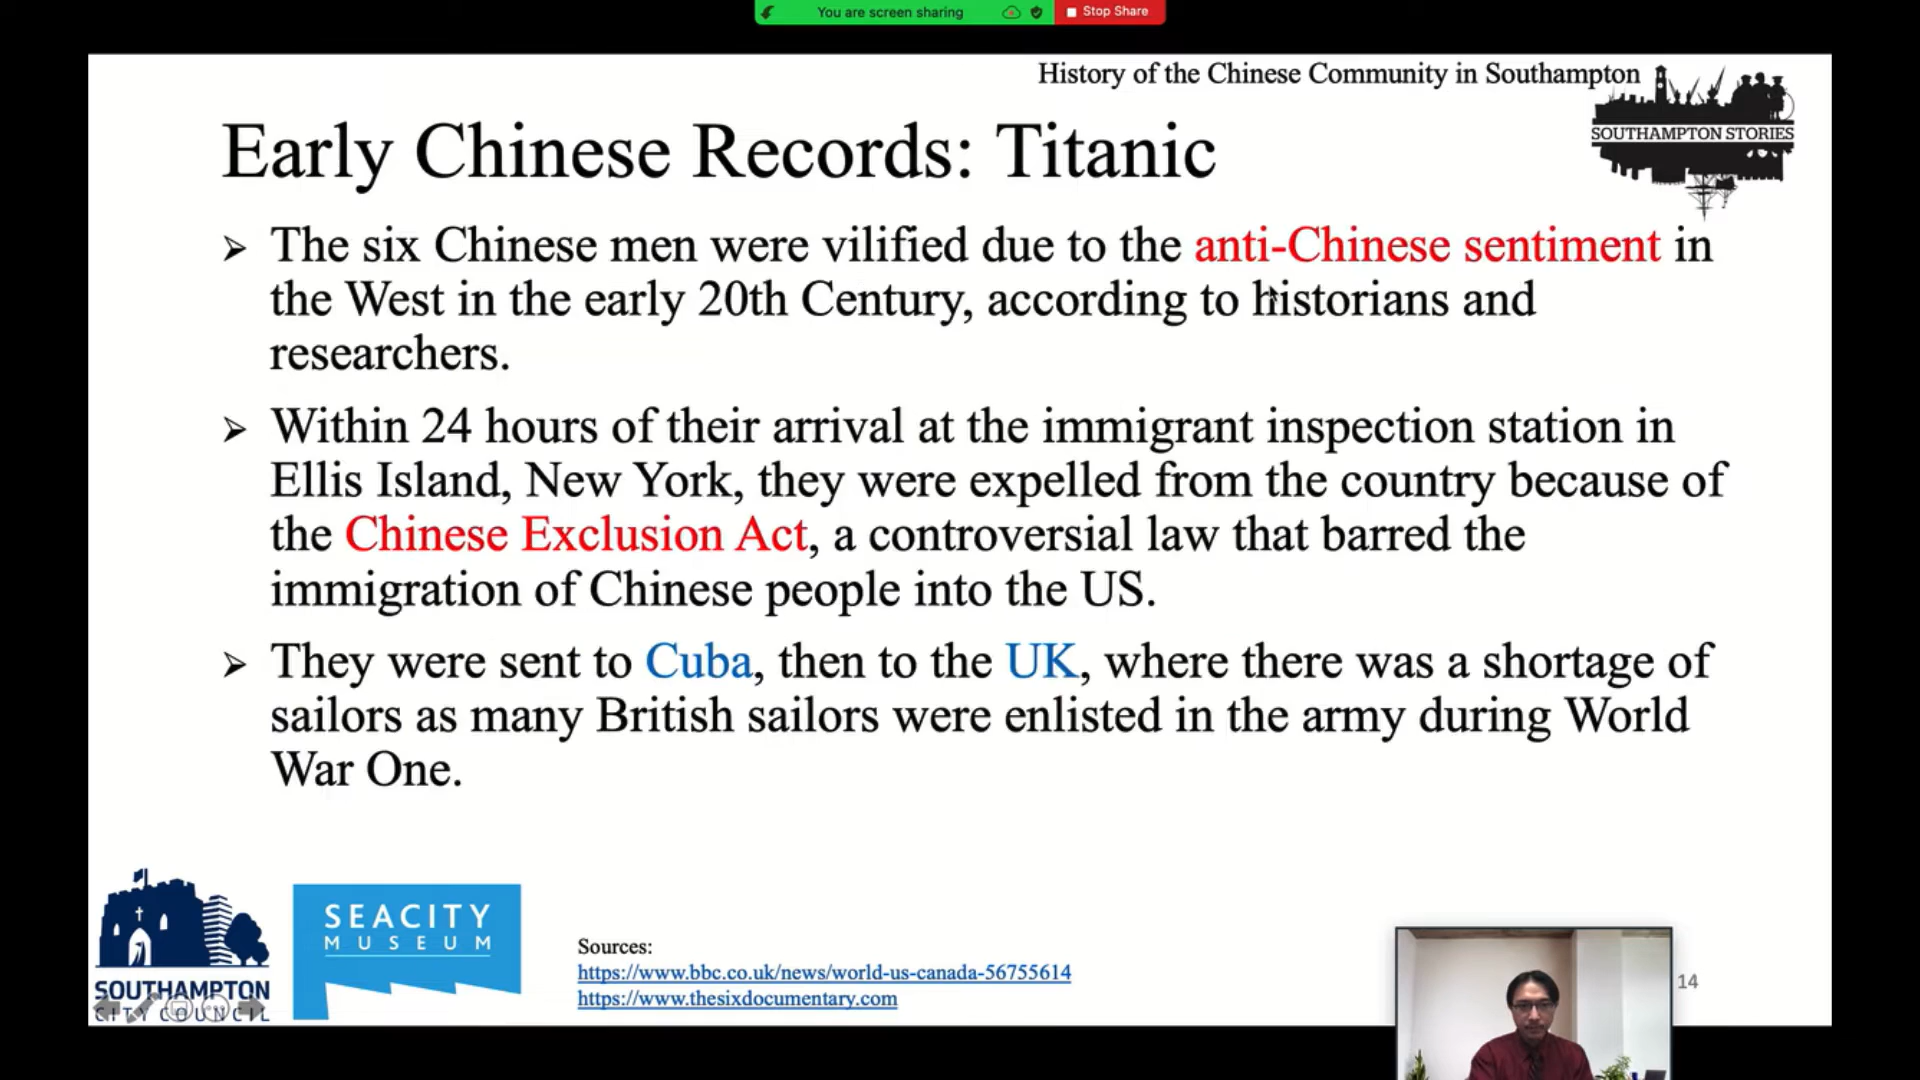 You are screen sharing
Stop Share
History of the Chinese Community in Southampton
SOUTHAMPTON STORIES
Early Chinese Records: Titanic
➢ The six Chinese men were vilified due to the anti-Chinese sentiment in
the West in the early 20th Century, according to historians and
researchers.
➢ Within 24 hours of their arrival at the immigrant inspection station in
Ellis Island, New York, they were expelled from the country because of
the Chinese Exclusion Act, a controversial law that barred the
immigration of Chinese people into the US.
➢ They were sent to Cuba, then to the UK, where there was a shortage of
sailors as many British sailors were enlisted in the army during World
War One.
SOUTHAMPTON
CITY COUNCIL
SEACITY
MUSEUM
Sources:
https://www.bbc.co.uk/news/world-us-canada-56755614
https://www.thesixdocumentary.com
14